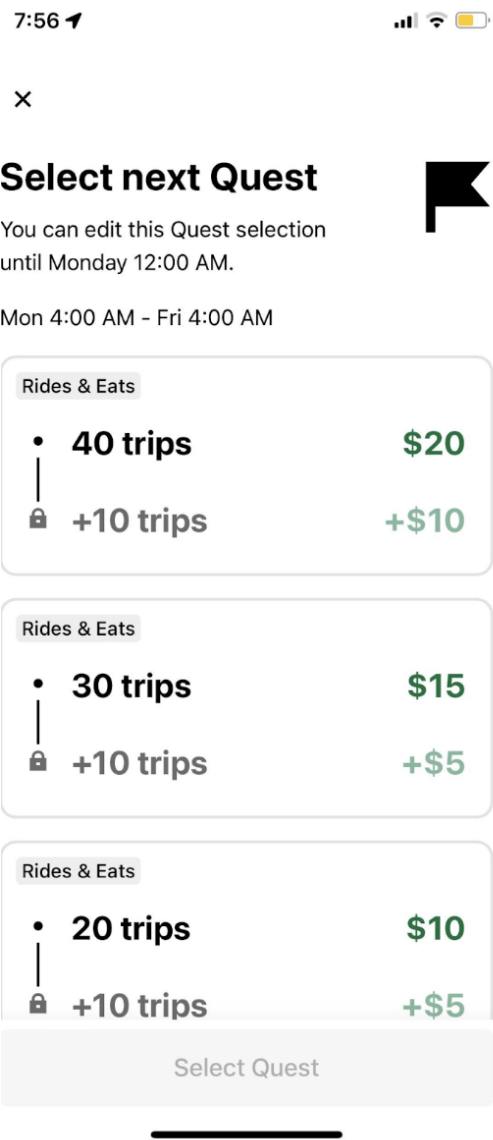 7:56
Select next Quest
You can edit this Quest selection
until Monday 12:00 AM.
Mon 4:00 AM - Fri 4:00 AM
Rides & Eats
40 trips $20
+10 trips +$10
Rides & Eats
30 trips $15
+10 trips +$5
Rides & Eats
20 trips $10
+10 trips +$5
Select Quest